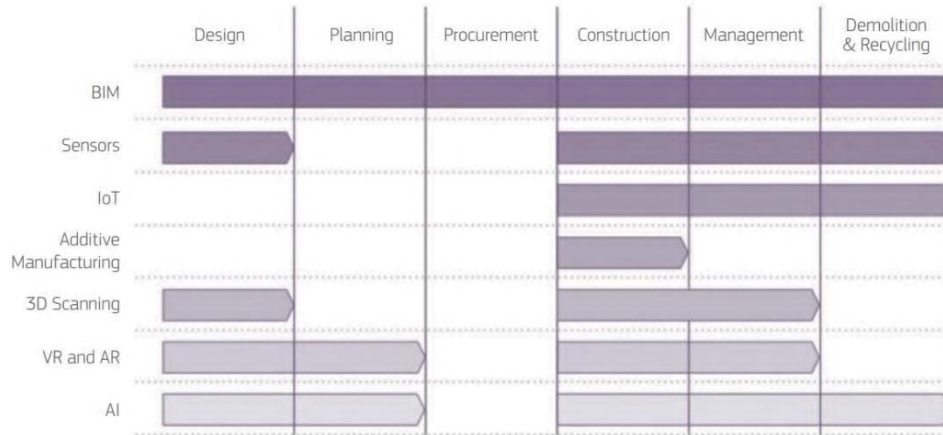 Design
Planning
Procurement
Construction
Management
Demolition
& Recycling
BIM
Sensors
IoT
Additive
Manufacturing
3D Scanning
VR and AR
AI